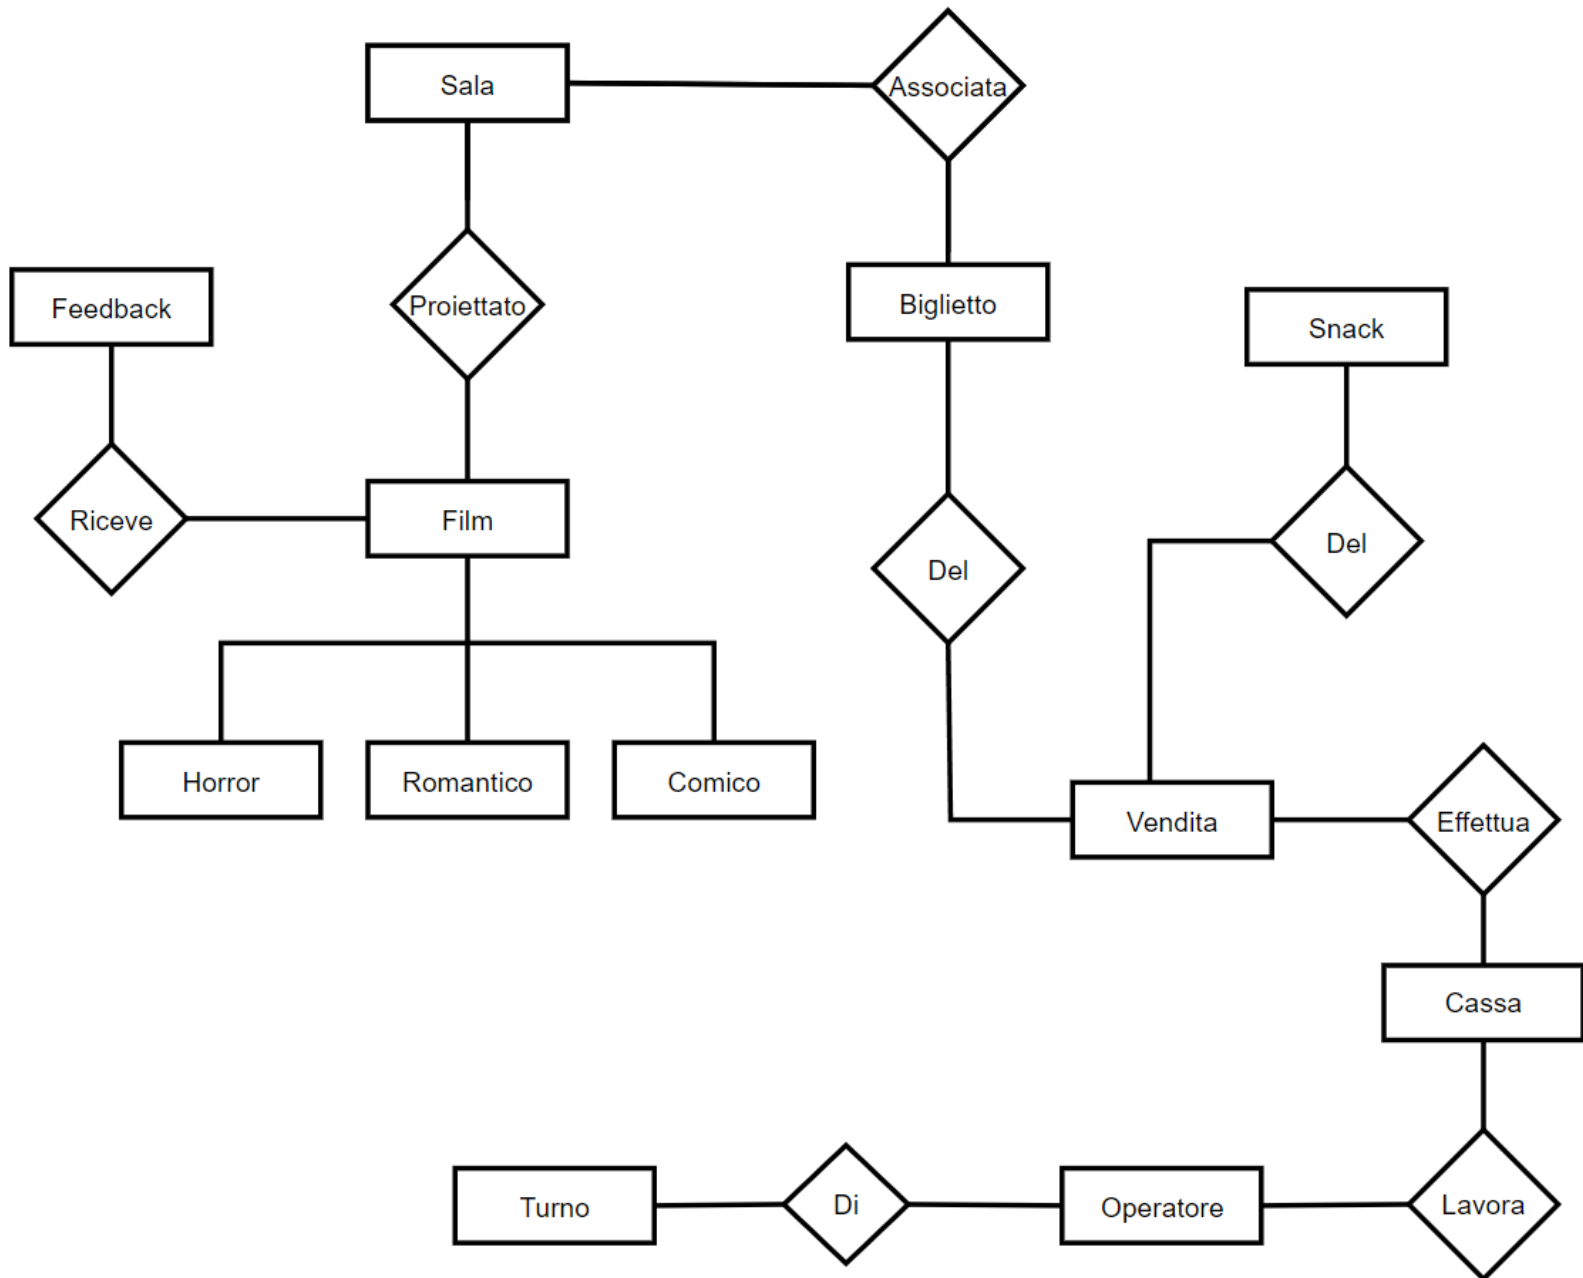 Sala
Associata
Feedback
Proiettato
Biglietto
Snack
Riceve
Film
Del
Del
Horror
Romantico
Comico
Vendita
Effettua
Cassa
Turno
Di
Operatore
Lavora